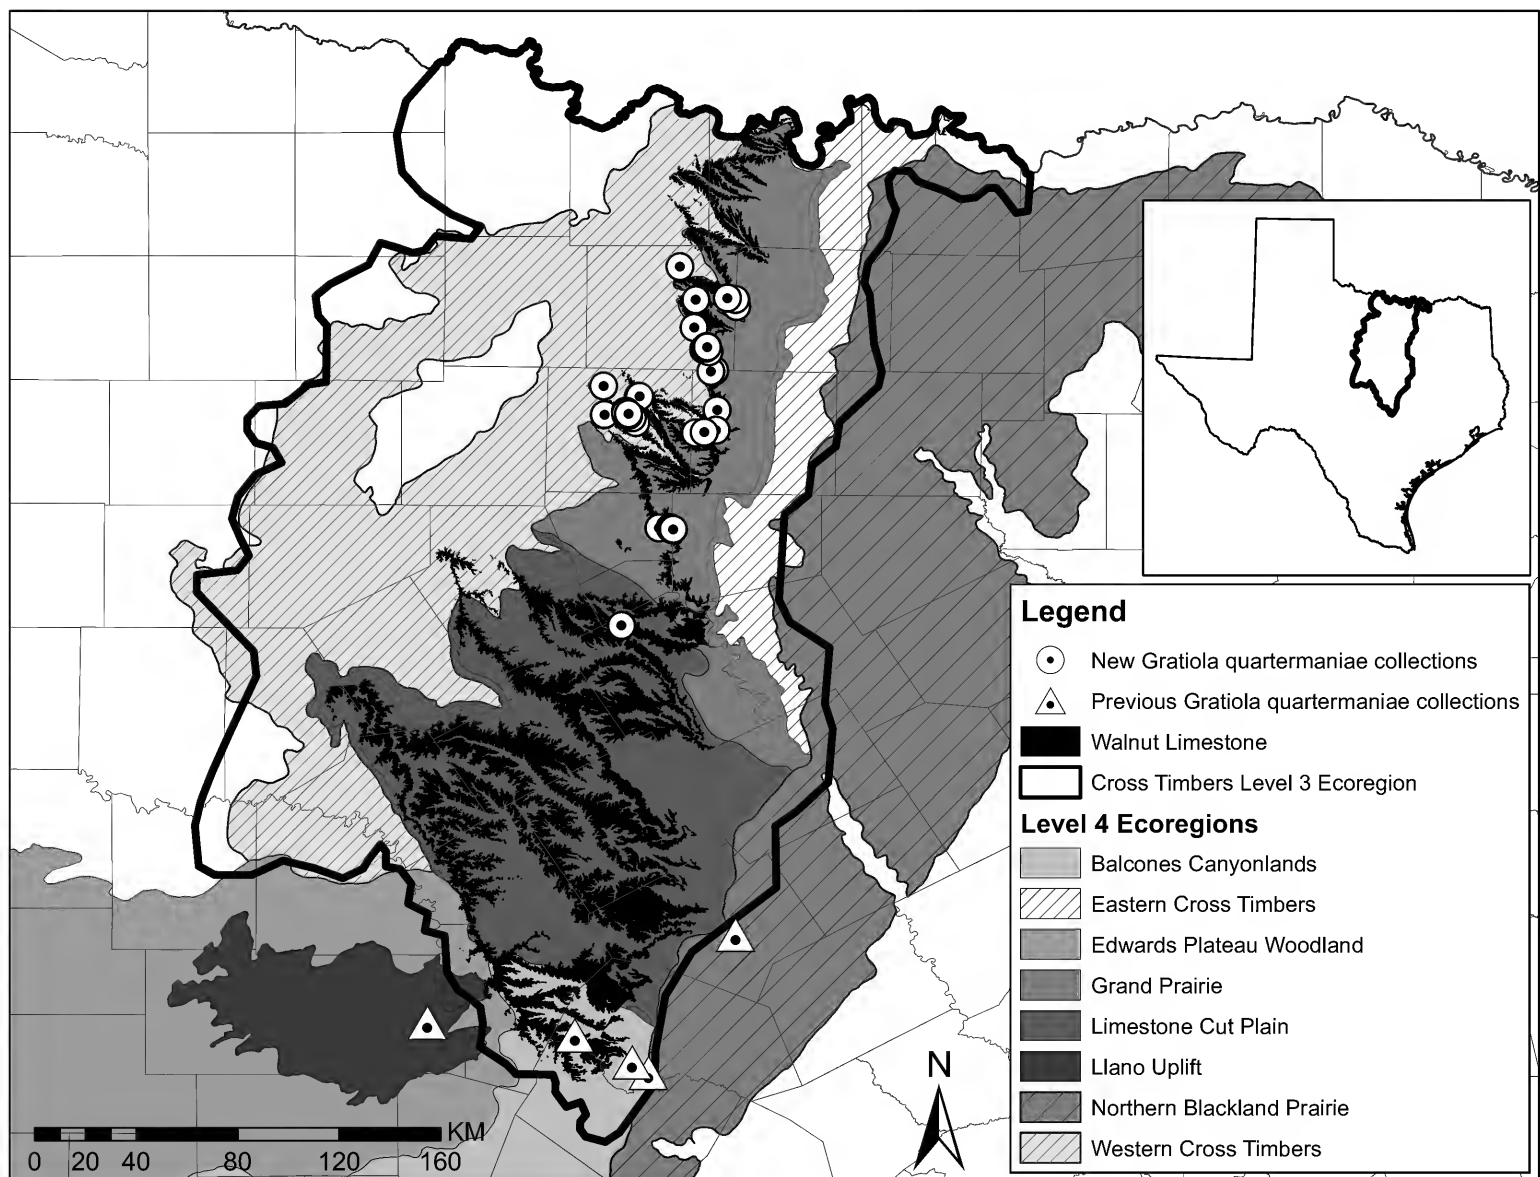 Legend
New Gratiola quartermaniae collections
Previous Gratiola quartermaniae collections
Walnut Limestone
Cross Timbers Level 3 Ecoregion
Level 4 Ecoregions
Balcones Canyonlands
Eastern Cross Timbers
Edwards Plateau Woodland
Grand Prairie
Limestone Cut Plain
Llano Uplift
Northern Blackland Prairie
Western Cross Timbers
N
KM
0 20 40 80 120 160